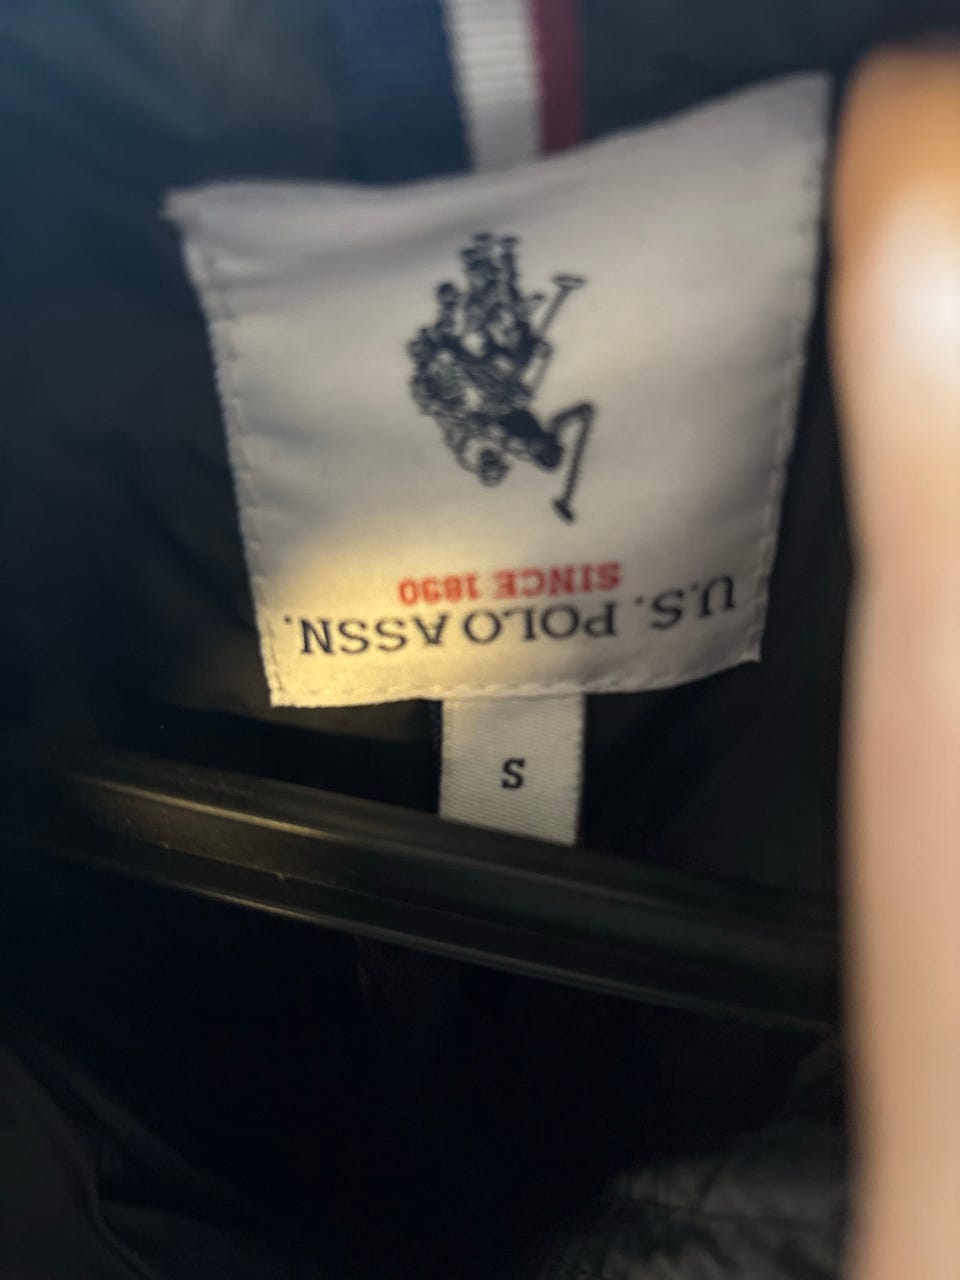 U.S. POLO ASSN.
SINCE 1890
S